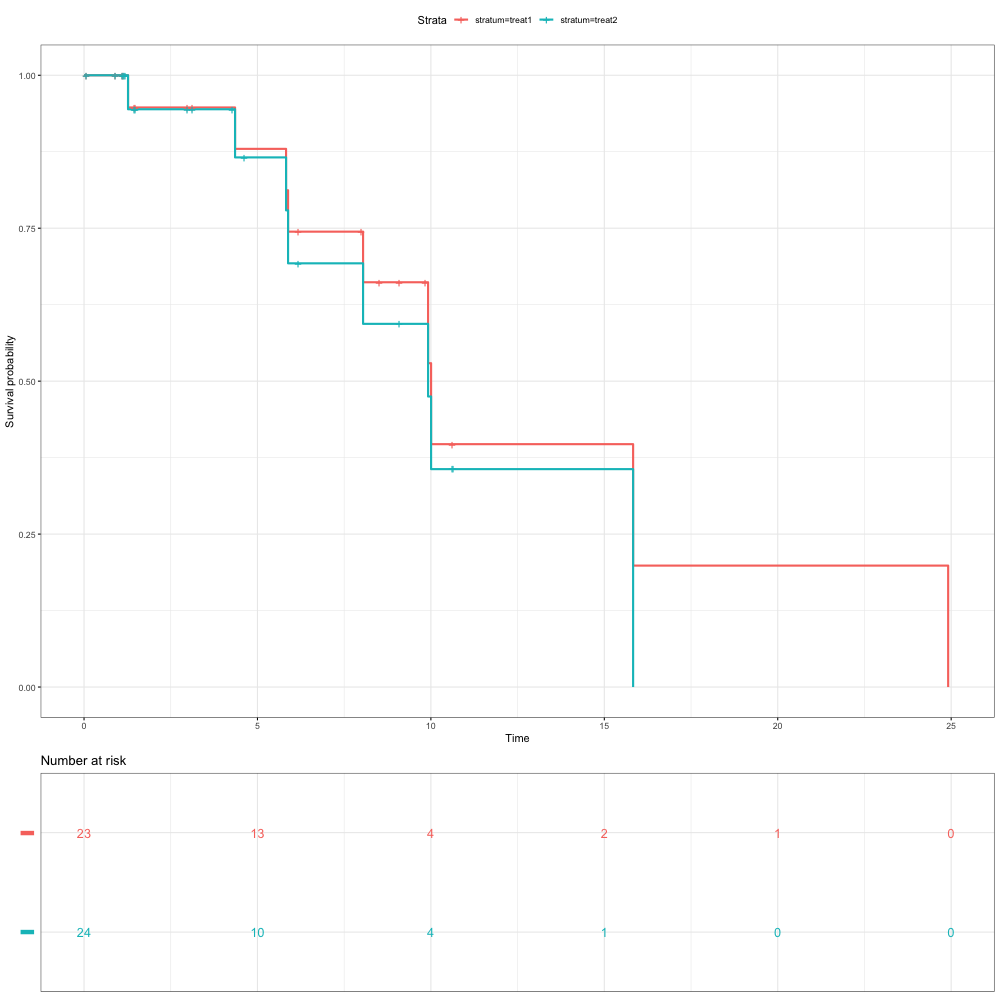 Strata stratum=treat1 stratum=treat2
1.00
0.75
0.50
0.25
0.00
Survival probability
0 5 10 15 20 25
Time
Number at risk
23 13 4 2 1 0
24 10 4 1 0 0